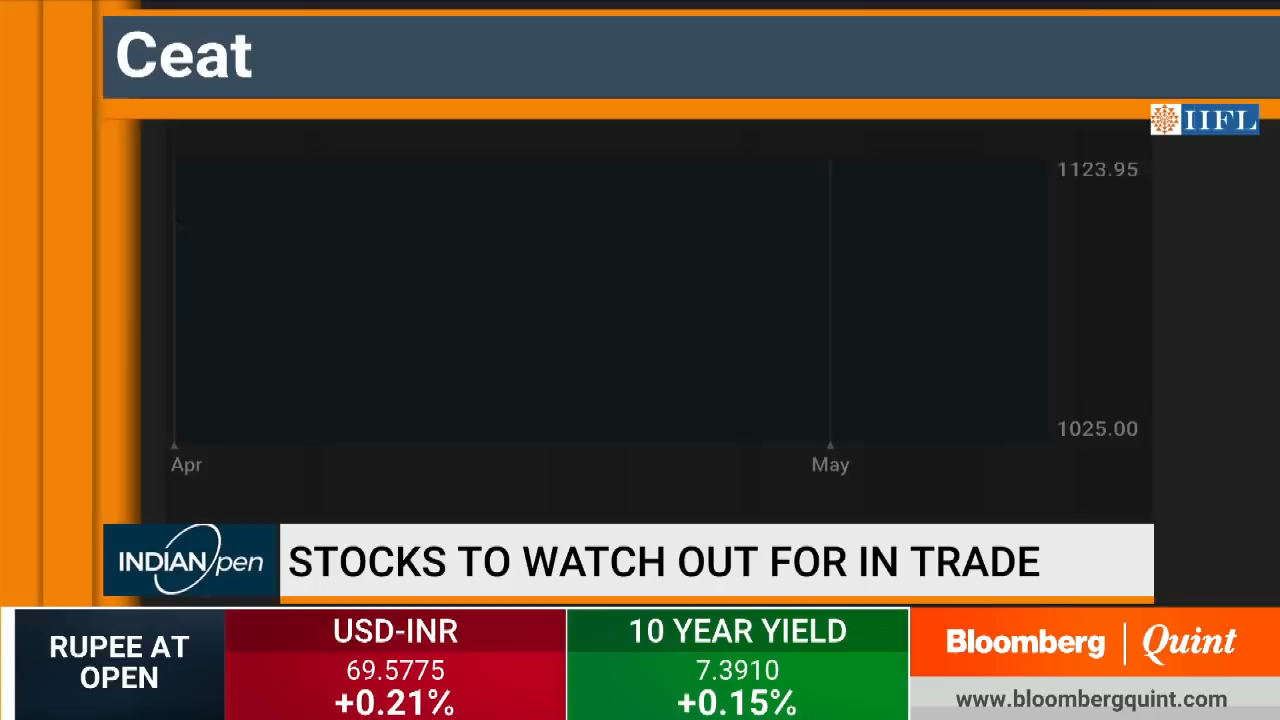 Ceat
IIFL
1123.95
1025.00
Apr
May
INDIAN Open
STOCKS TO WATCH OUT FOR IN TRADE
RUPEE AT
OPEN
USD-INR
69.5775
+0.21%
10 YEAR YIELD
7.3910
+0.15%
Bloomberg | Quint
www.bloombergquint.com